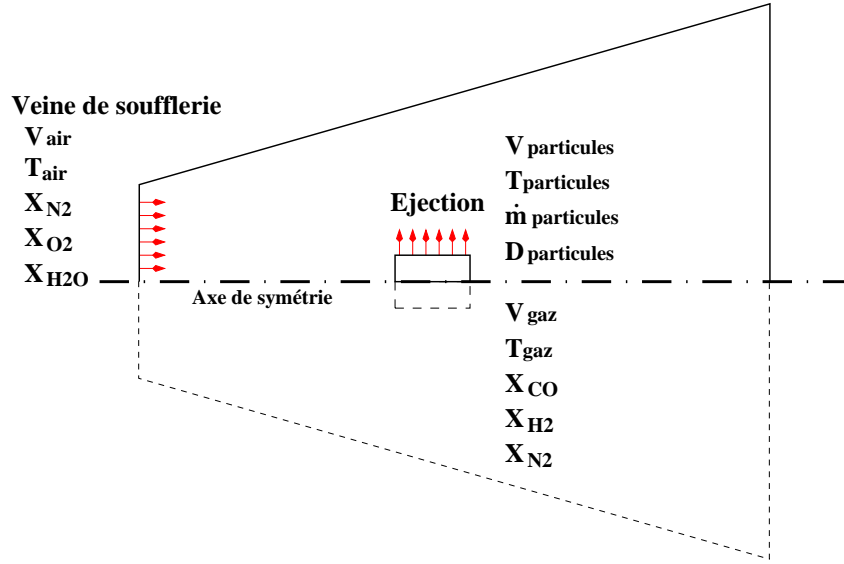 Veine de soufflerie
V air
T air
X N2
X O2
X H2O
Axe de symétrie
Ejection
V particules
T particules
ṁ particules
D particules
V gaz
T gaz
X CO
X H2
X N2